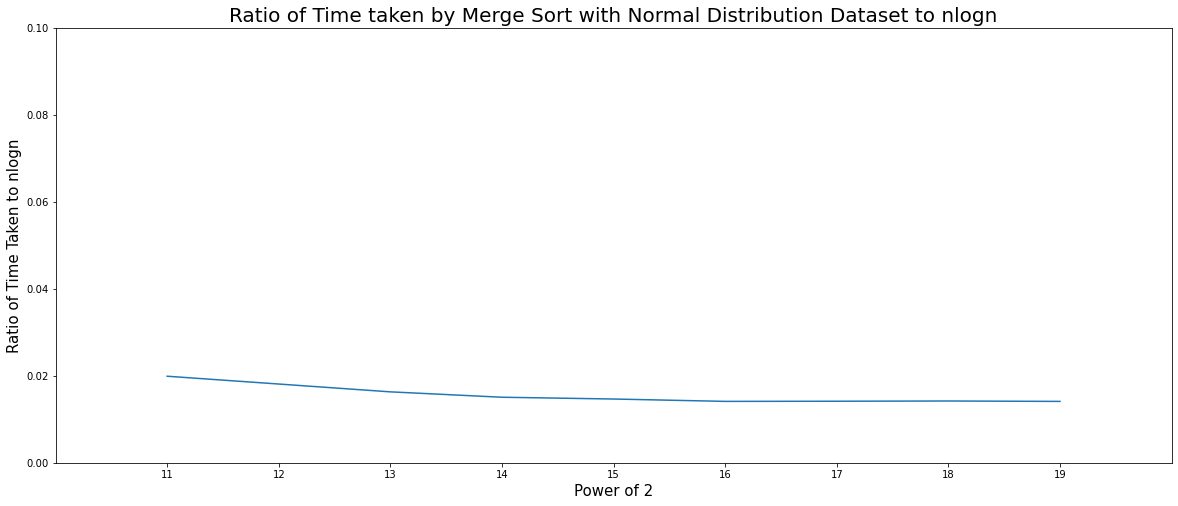 Ratio of Time taken by Merge Sort with Normal Distribution Dataset to nlogn
0.10
0.08
0.06
0.04
0.02
0.00
Ratio of Time Taken to nlogn
11 12 13 14 15 16 17 18 19
Power of 2